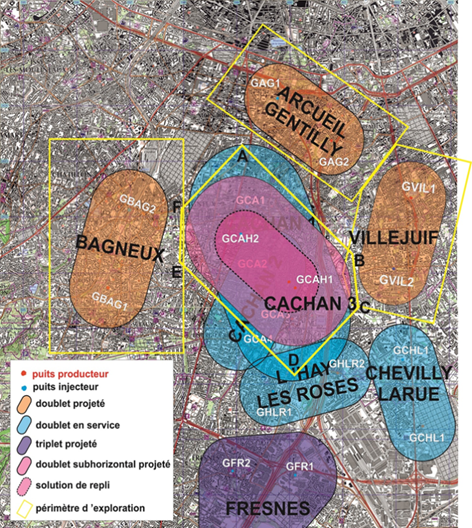 GAG1
ARCUEIL
GENTILLY
GAG2
A
GBAG2
F
GCA1
GVIL1
BAGNEUX
GCAH2
1
VILLEJUIF
E
GCA2
B
GCAH1
GVIL2
GBAG1
CACHAN 3
C
GCA4
D
GCHL1
L'HAY
GHLR2
CHEVILLY
LES ROSES
LARUE
GHLR1
GCHL1
GFR2
GFR1
FRESNES
puits producteur
puits injecteur
doublet projeté
doublet en service
triplet projeté
doublet subhorizontal projeté
solution de repli
périmètre d 'exploration